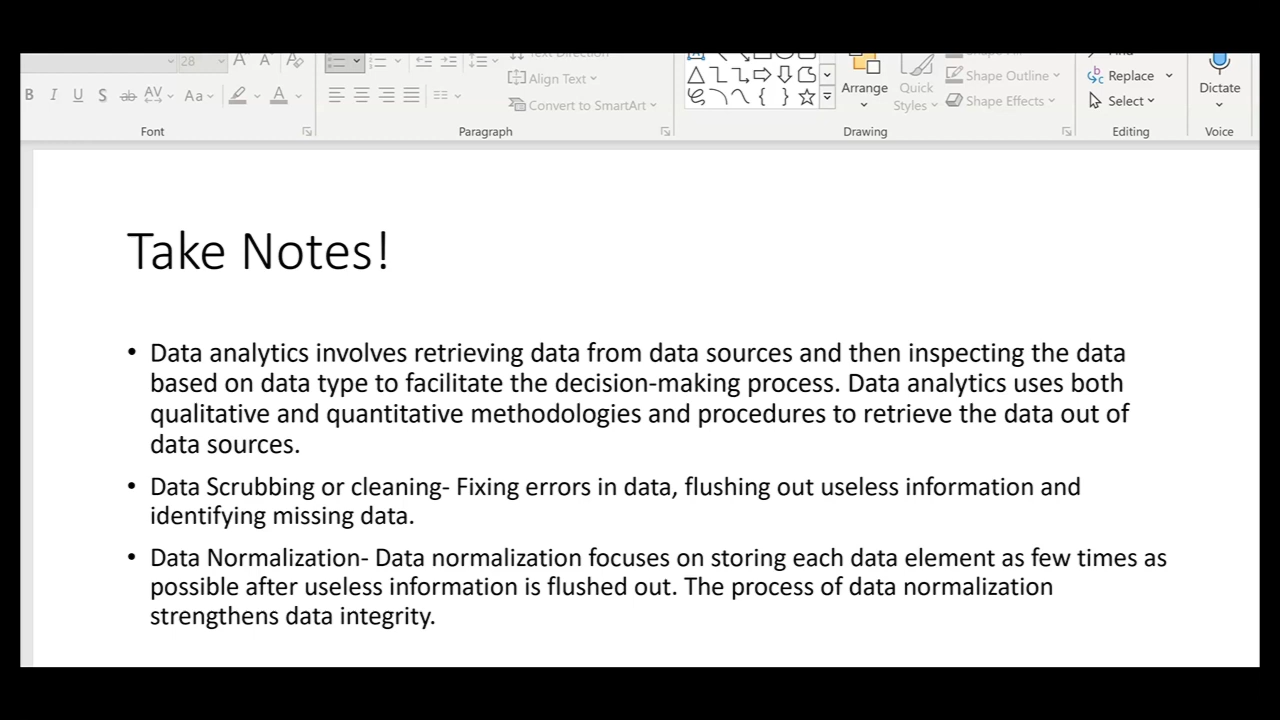 28
B I U S ab AV Aa A
Text Direction
Align Text
Convert to SmartArt
Arrange
Quick
Styles
Shape Outline
Shape Effects
Replace
Select
Dictate
Font
Paragraph
Drawing
Editing
Voice
Take Notes!
• Data analytics involves retrieving data from data sources and then inspecting the data
based on data type to facilitate the decision-making process. Data analytics uses both
qualitative and quantitative methodologies and procedures to retrieve the data out of
data sources.
• Data Scrubbing or cleaning- Fixing errors in data, flushing out useless information and
identifying missing data.
• Data Normalization- Data normalization focuses on storing each data element as few times as
possible after useless information is flushed out. The process of data normalization
strengthens data integrity.